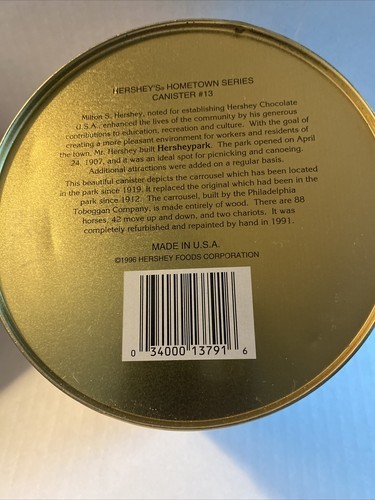 HERSHEY'S® HOMETOWN SERIES
CANISTER #13
Milton S. Hershey, noted for establishing Hershey Chocolate
U.S.A., enhanced the lives of the community by his generous
contributions to education, recreation and culture. With the goal of
creating a more pleasant environment for workers and residents of
the town, Mr. Hershey built Hersheypark. The park opened on April
24, 1907, and it was an ideal spot for picnicking and canoeing.
Additional attractions were added on a regular basis.
This beautiful canister depicts the carrousel which has been located
in the park since 1919. It replaced the original which had been in the
park since 1912. The carrousel, built by the Philadelphia
Toboggan Company, is made entirely of wood. There are 88
horses, 42 move up and down, and two chariots. It was
completely refurbished and repainted by hand in 1991.
MADE IN U.S.A.
©1996 HERSHEY FOODS CORPORATION
0 34000 13791 6